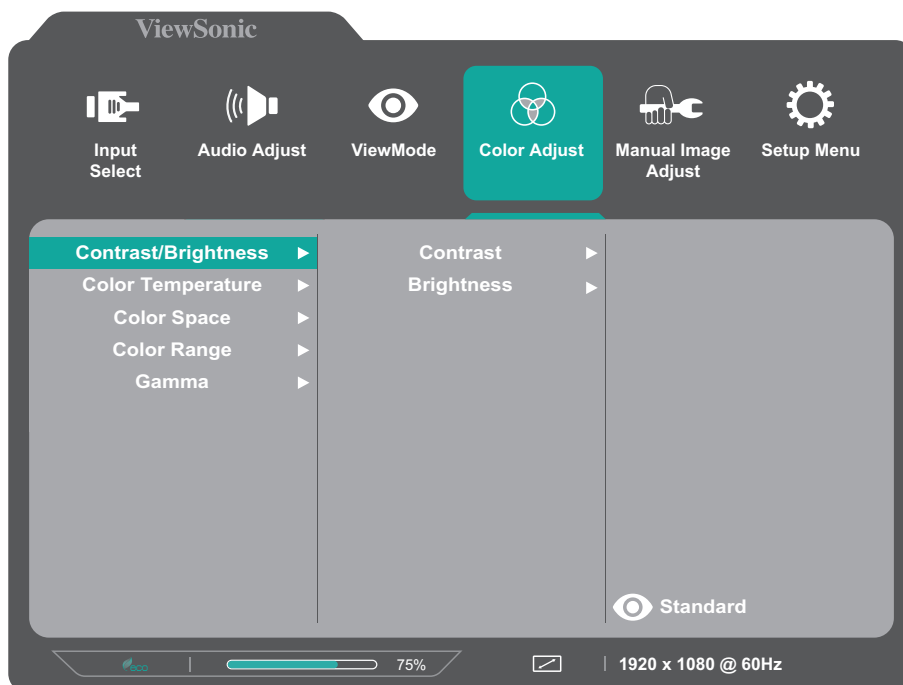 ViewSonic
Input Select
Audio Adjust
ViewMode
Color Adjust
Manual Image Adjust
Setup Menu
Contrast/Brightness
Color Temperature
Color Space
Color Range
Gamma
Contrast
Brightness
Standard
eco
75%
1920 x 1080 @ 60Hz